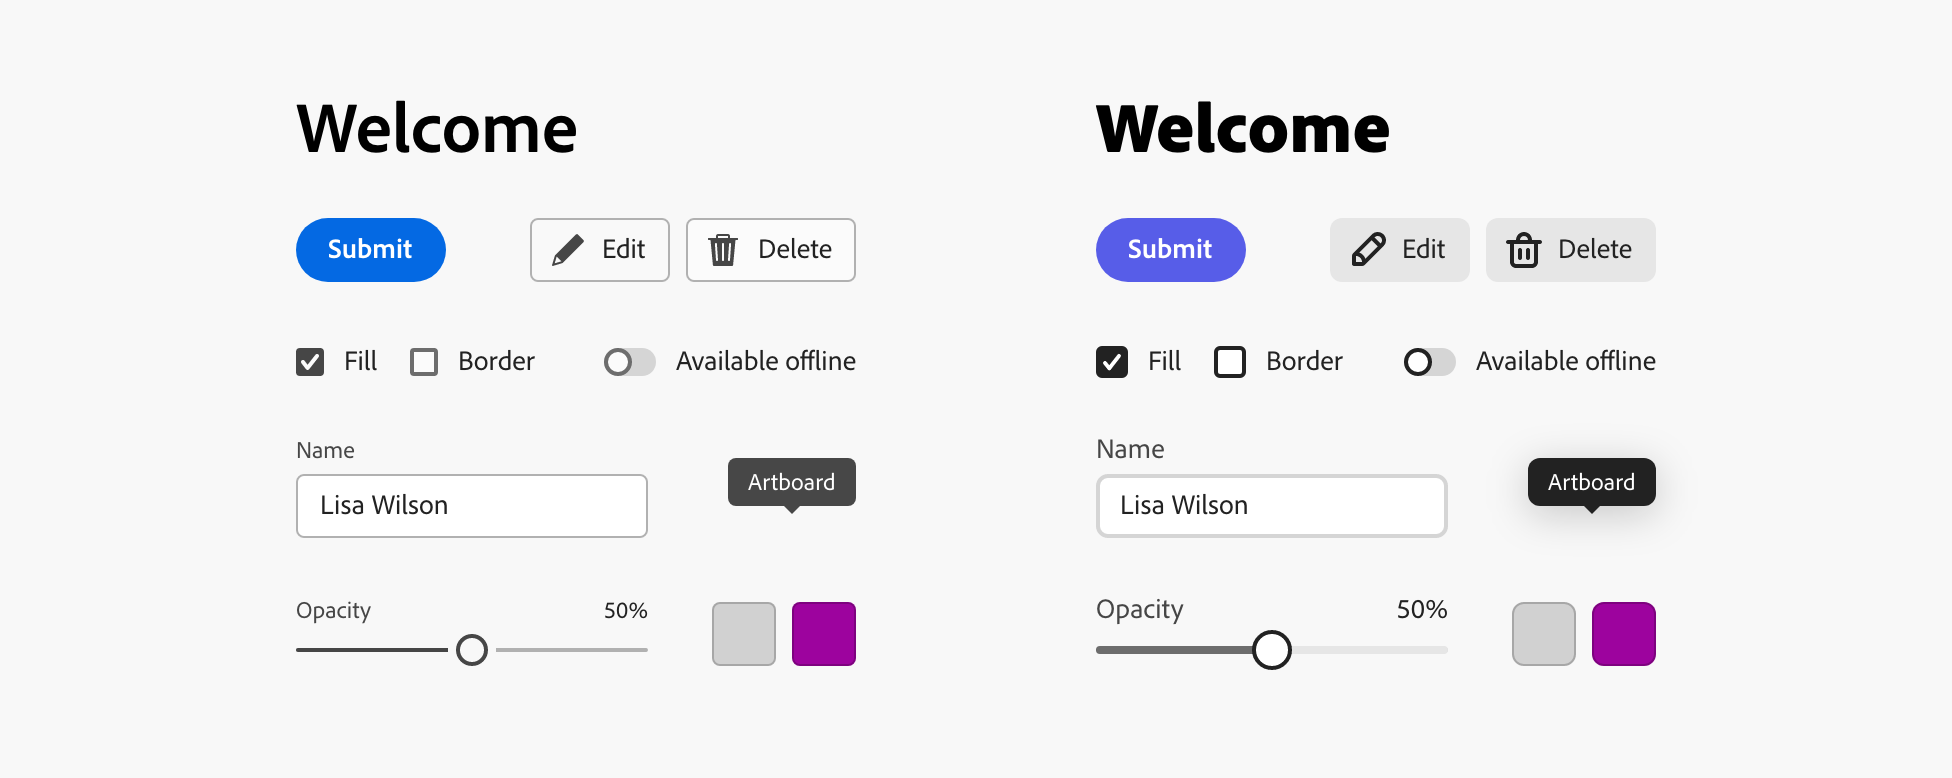 Welcome
Submit
Edit
Delete
Fill
Border
Available offline
Name
Lisa Wilson
Artboard
Opacity
50%
Welcome
Submit
Edit
Delete
Fill
Border
Available offline
Name
Lisa Wilson
Artboard
Opacity
50%